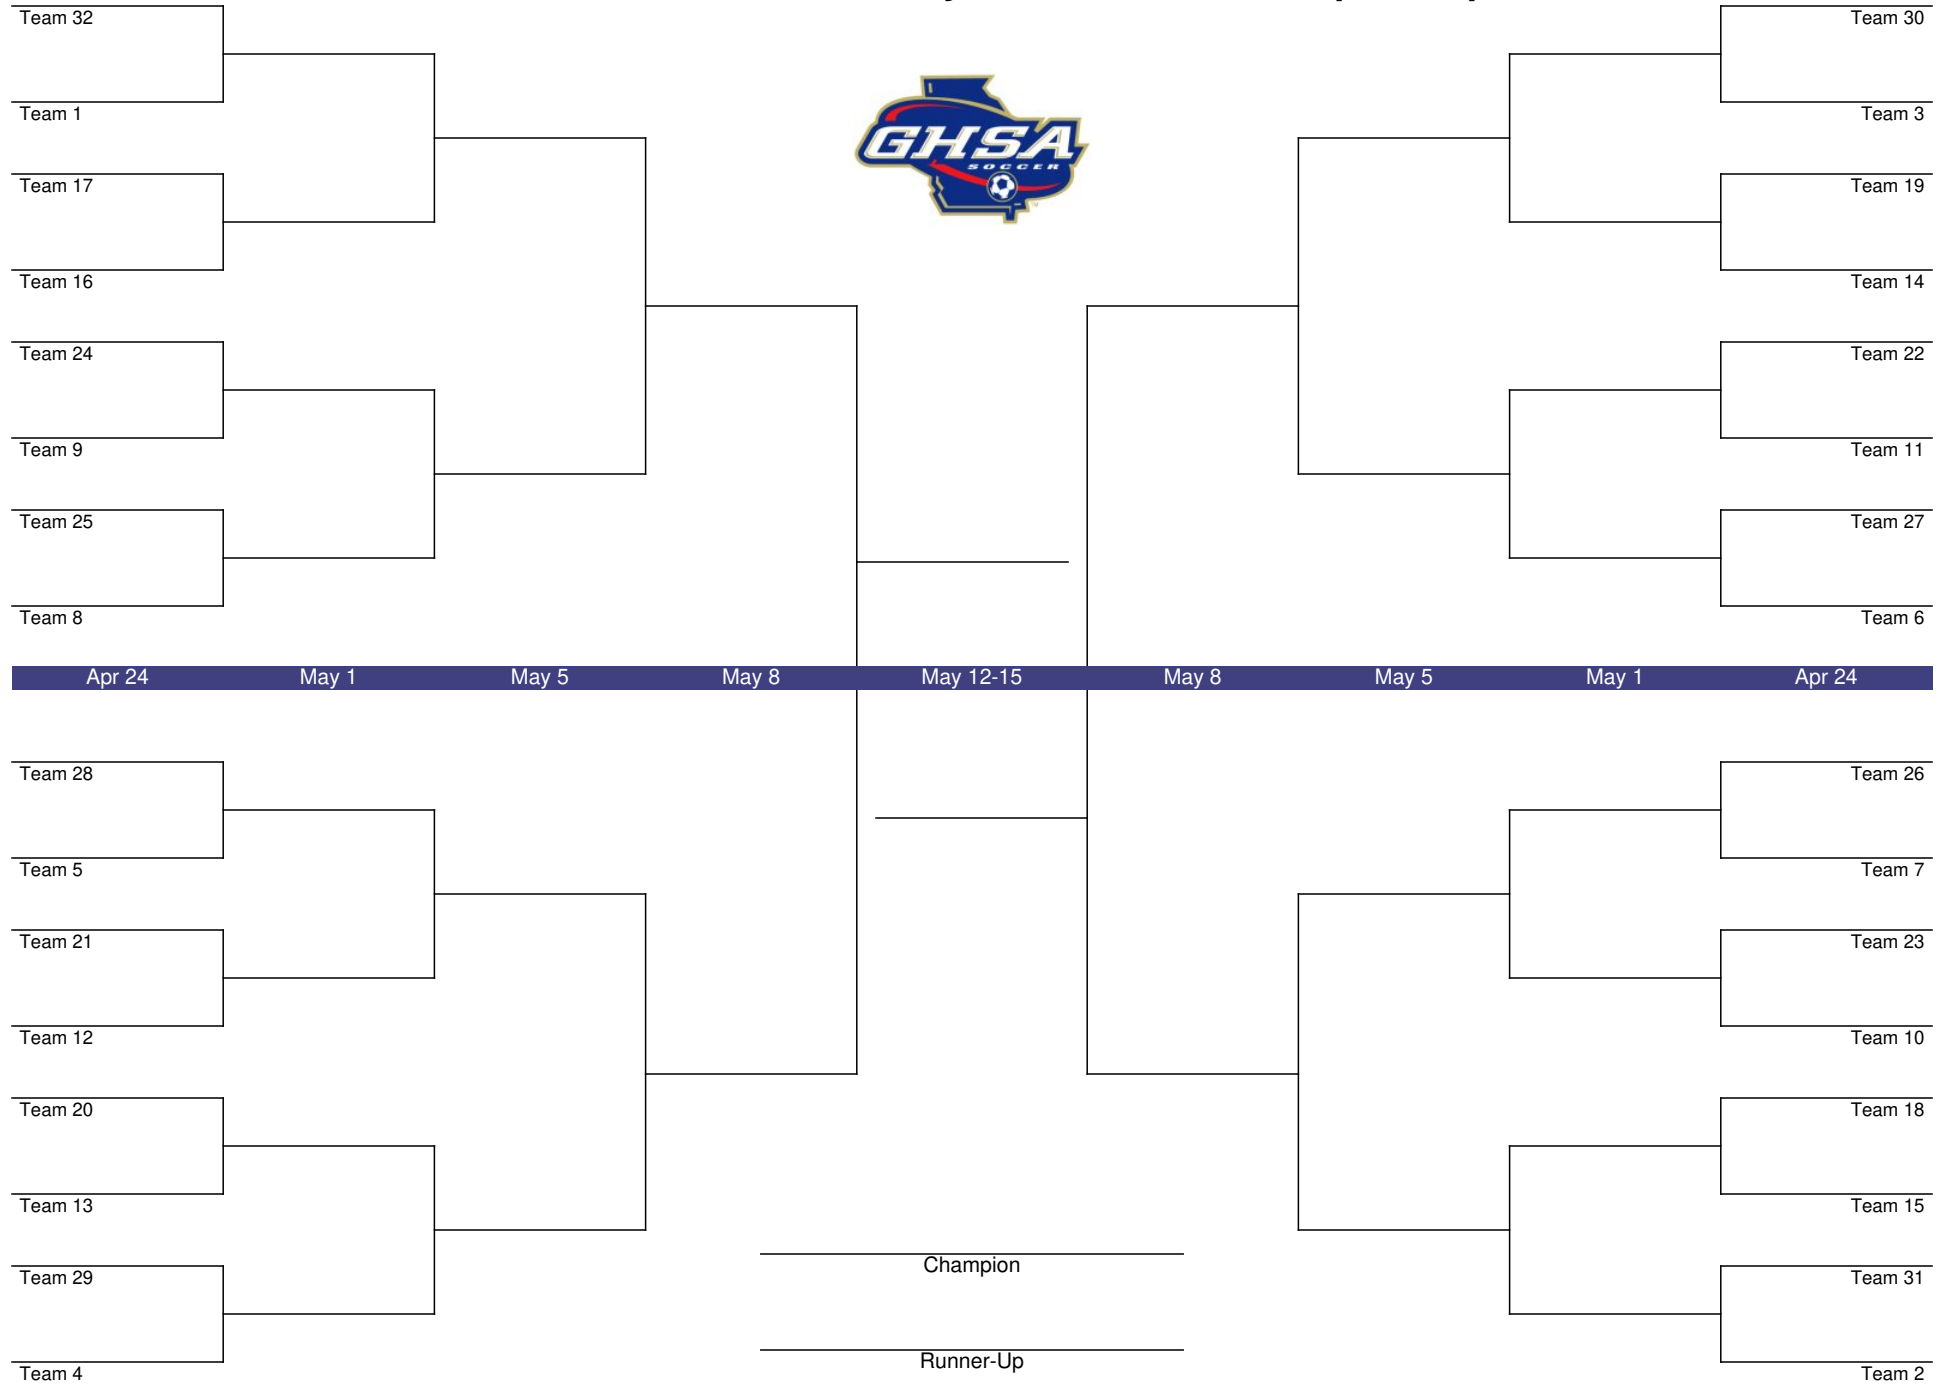 Team 32
Team 30
Team 1
Team 3
GHSA
SOCCER
Team 17
Team 19
Team 16
Team 14
Team 24
Team 22
Team 9
Team 11
Team 25
Team 27
Team 8
Team 6
Apr 24 May 1 May 5 May 8 May 12-15 May 8 May 5 May 1 Apr 24
Team 28
Team 26
Team 5
Team 7
Team 21
Team 23
Team 12
Team 10
Team 20
Team 18
Team 13
Team 15
Champion
Team 29
Team 31
Runner-Up
Team 4
Team 2